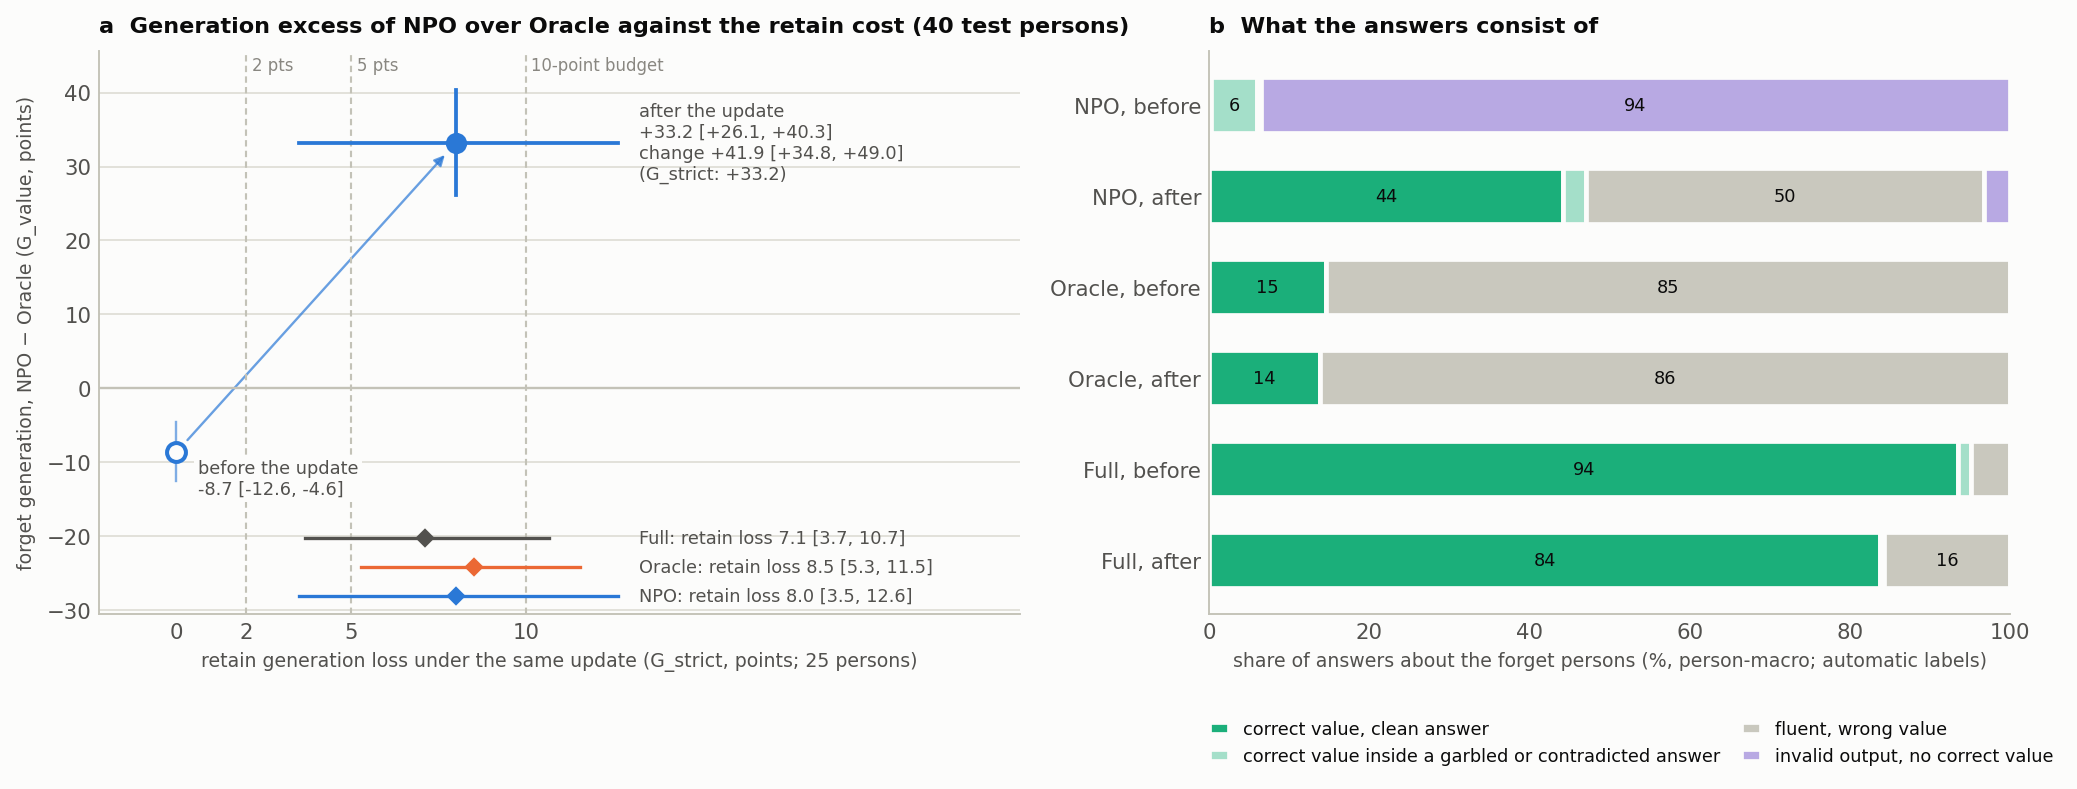 a  Generation excess of NPO over Oracle against the retain cost (40 test persons)
2 pts
5 pts
10-point budget
40
30
20
10
0
−10
−20
−30
forget generation, NPO − Oracle (G_value, points)
after the update
+33.2 [+26.1, +40.3]
change +41.9 [+34.8, +49.0]
(G_strict: +33.2)
before the update
-8.7 [-12.6, -4.6]
Full: retain loss 7.1 [3.7, 10.7]
Oracle: retain loss 8.5 [5.3, 11.5]
NPO: retain loss 8.0 [3.5, 12.6]
0 2 5 10
retain generation loss under the same update (G_strict, points; 25 persons)
b  What the answers consist of
NPO, before 6 94
NPO, after 44 50
Oracle, before 15 85
Oracle, after 14 86
Full, before 94
Full, after 84 16
0 20 40 60 80 100
share of answers about the forget persons (%, person-macro; automatic labels)
correct value, clean answer
correct value inside a garbled or contradicted answer
fluent, wrong value
invalid output, no correct value